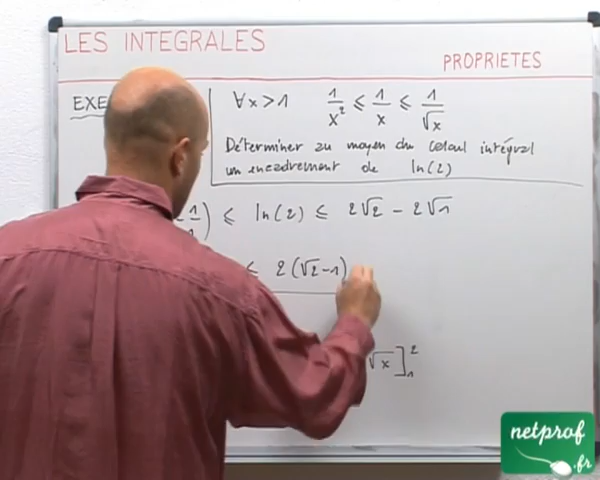 LES INTEGRALES
PROPRIETES
EXE
∀x>1 1/x² ≤ 1/x ≤ 1/√x
Déterminer au moyen du calcul intégral
un encadrement de ln(2)
≤ ln(2) ≤ 2√2 - 2√1
≤ 2(√2-1)
√x]₁²
netprof
.fr